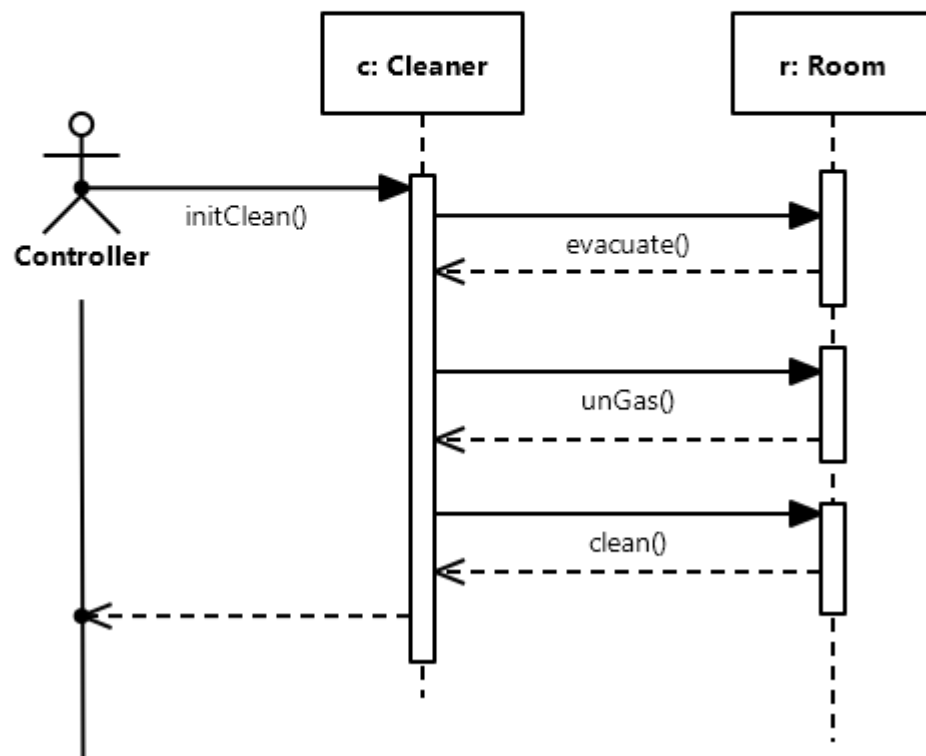 c: Cleaner
r: Room
initClean()
evacuate()
Controller
unGas()
clean()